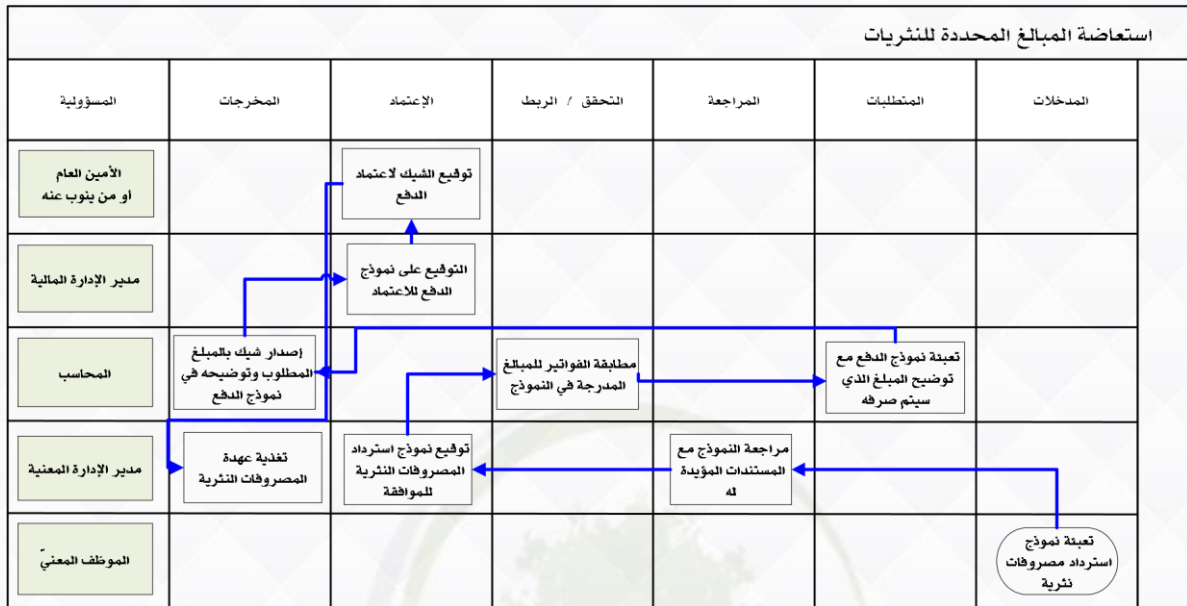 استعاضة المبالغ المحددة للنثريات
المدخلات
المتطلبات
المراجعة
التحقق / الربط
الإعتماد
المخرجات
المسؤولية
توقيع الشيك لاعتماد
الدفع
الأمين العام
او من ينوب عنه
التوقيع على نموذج
الدفع للاعتماد
مدير الإدارة المالية
تعبئة نموذج الدفع مع
توضيح المبلغ الذي
سيتم صرفه
مطابقة الفواتير للمبالغ
المدرجة في النموذج
إصدار شيك بالمبلغ
المطلوب وتوضيحه في
نموذج الدفع
المحاسب
مراجعة النموذج مع
المستندات المؤيدة
له
توقيع نموذج استرداد
المصروفات النثرية
للموافقة
تغذية عهدة
المصروفات النثرية
مدير الإدارة المعنية
تعبئة نموذج
استرداد مصروفات
نثرية
الموظف المعنيّ